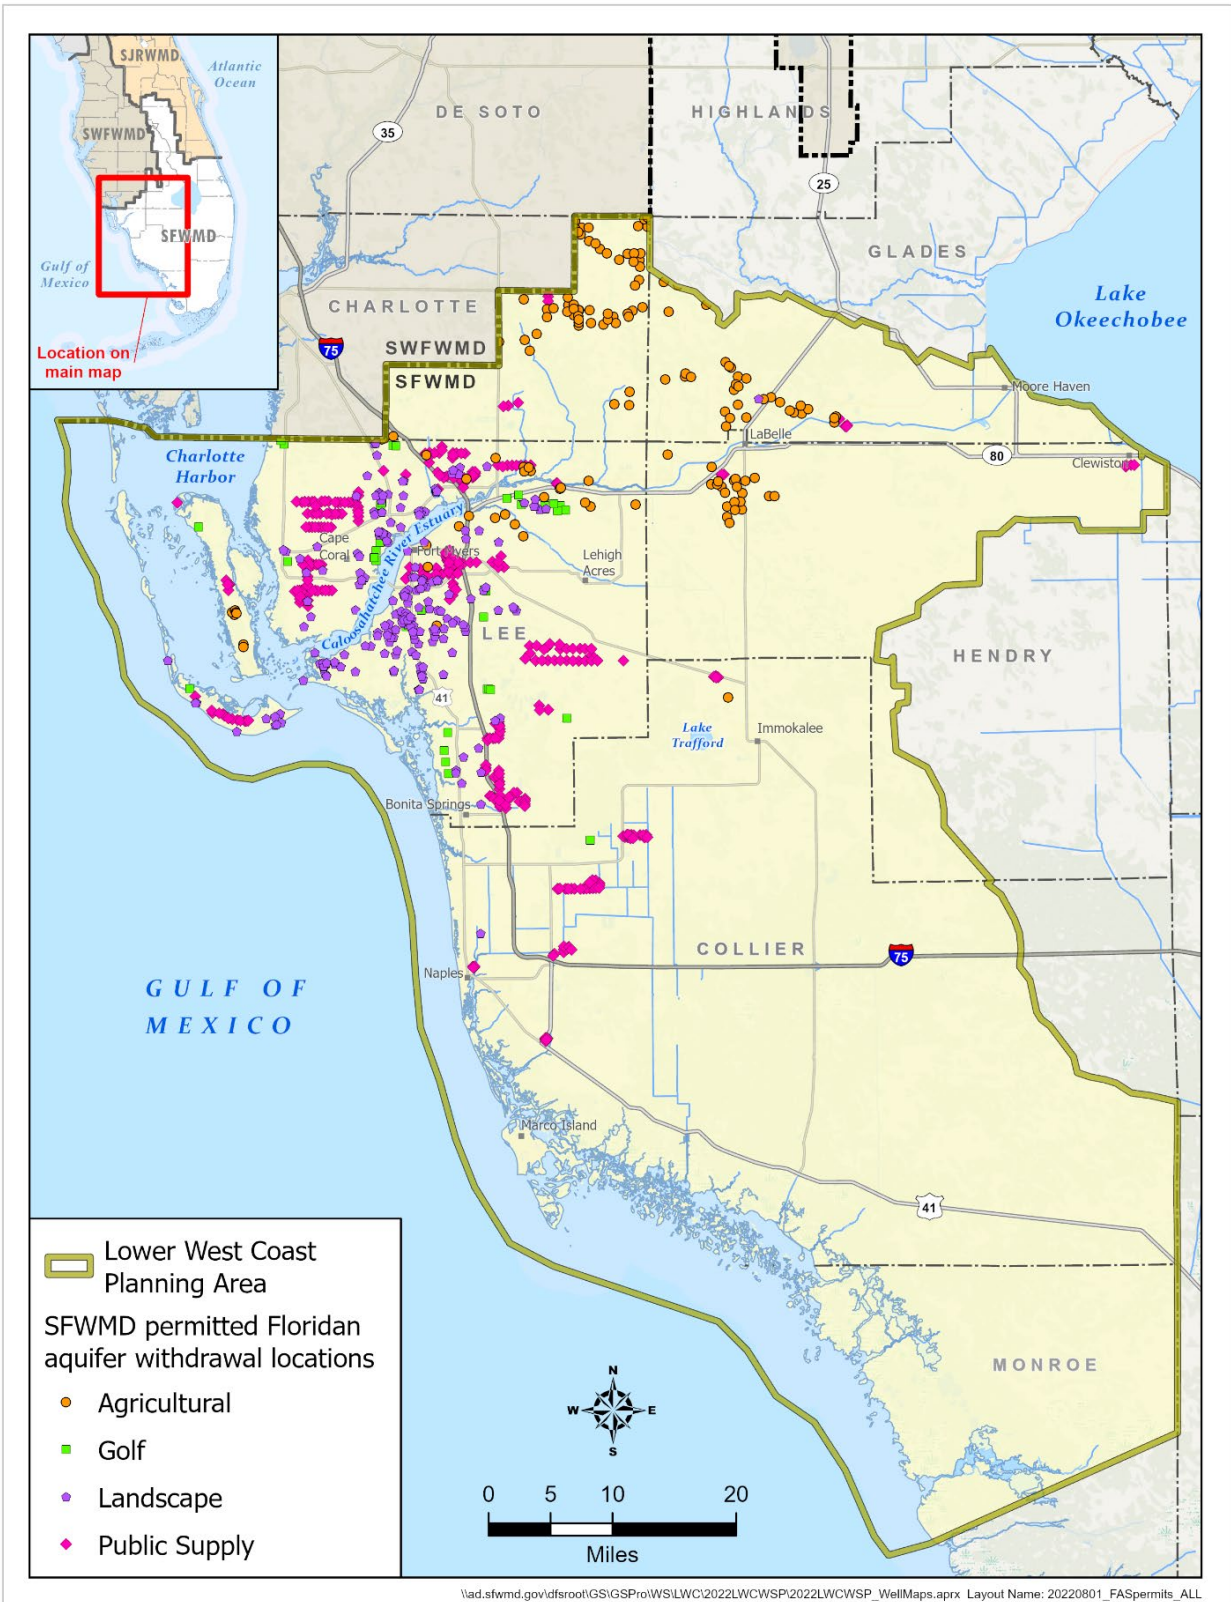 SJRWMD
Atlantic
Ocean
SWFWMD
SFWMD
Gulf of
Mexico
Location on
main map
DE SOTO
HIGHLANDS
35
25
GLADES
Lake
Okeechobee
CHARLOTTE
75
SWFWMD
SFWMD
Moore Haven
LaBelle
80
Clewiston
Charlotte
Harbor
Cape
Coral
Fort Myers
Caloosahatchee River Estuary
Lehigh
Acres
LEE
HENDRY
41
Lake
Trafford
Immokalee
Bonita Springs
COLLIER
75
Naples
GULF OF
MEXICO
Marco Island
41
MONROE
Lower West Coast
Planning Area
SFWMD permitted Floridan
aquifer withdrawal locations
Agricultural
Golf
Landscape
Public Supply
N
W E
S
0 5 10 20
Miles
\\ad.sfwmd.gov\dfsroot\GS\GSPro\WS\LWC\2022LWCWSP\2022LWCWSP_WellMaps.aprx Layout Name: 20220801_FASpermits_ALL